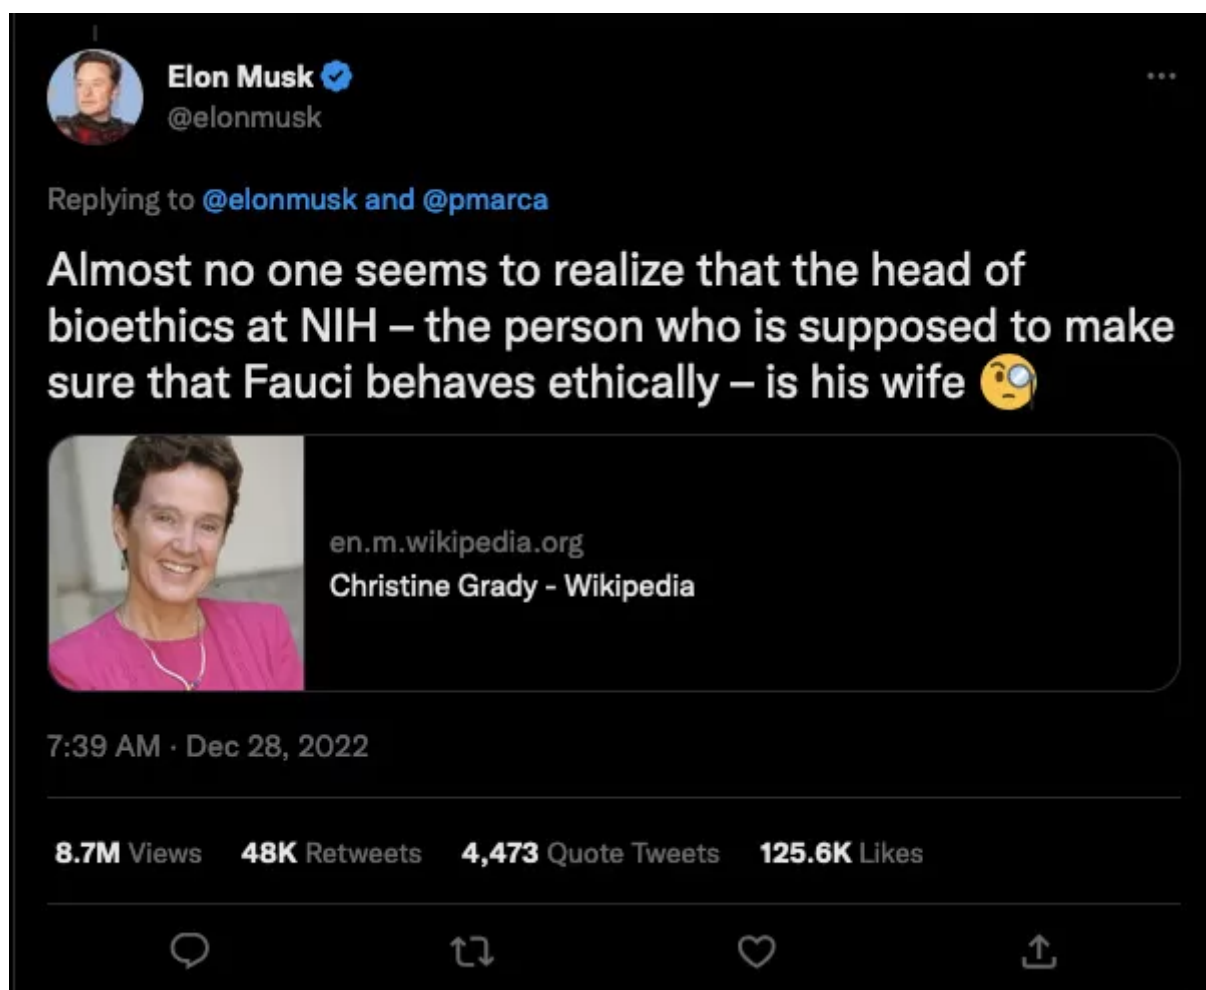 Elon Musk
@elonmusk
Replying to @elonmusk and @pmarca
Almost no one seems to realize that the head of
bioethics at NIH – the person who is supposed to make
sure that Fauci behaves ethically – is his wife 🧐
en.m.wikipedia.org
Christine Grady - Wikipedia
7:39 AM · Dec 28, 2022
8.7M Views 48K Retweets 4,473 Quote Tweets 125.6K Likes